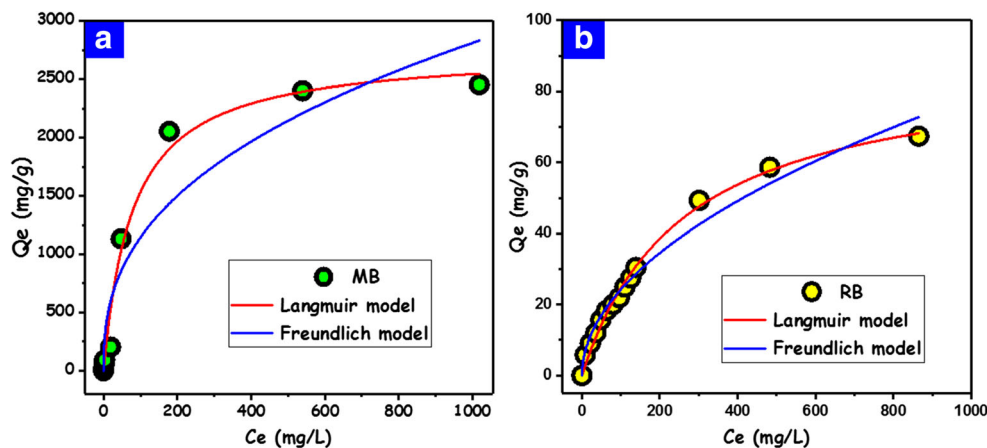 a
Qe (mg/g)
3000
2500
2000
1500
1000
500
0
MB
Langmuir model
Freundlich model
0 200 400 600 800 1000
Ce (mg/L)
b
Qe (mg/g)
100
80
60
40
20
0
RB
Langmuir model
Freundlich model
0 200 400 600 800 1000
Ce (mg/L)